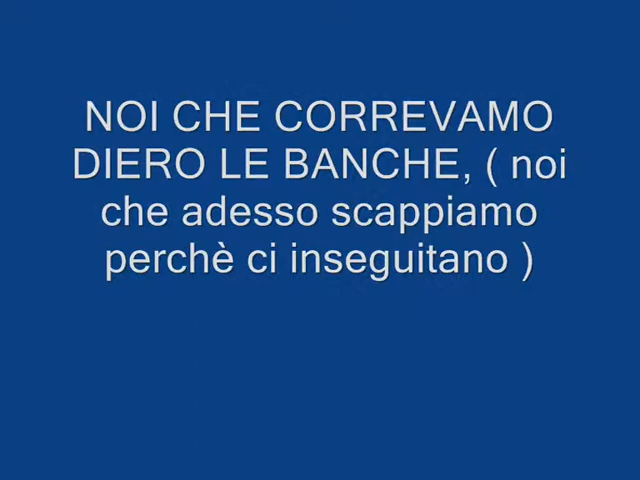 NOI CHE CORREVAMO
DIERO LE BANCHE, ( noi
che adesso scappiamo
perchè ci inseguitano )